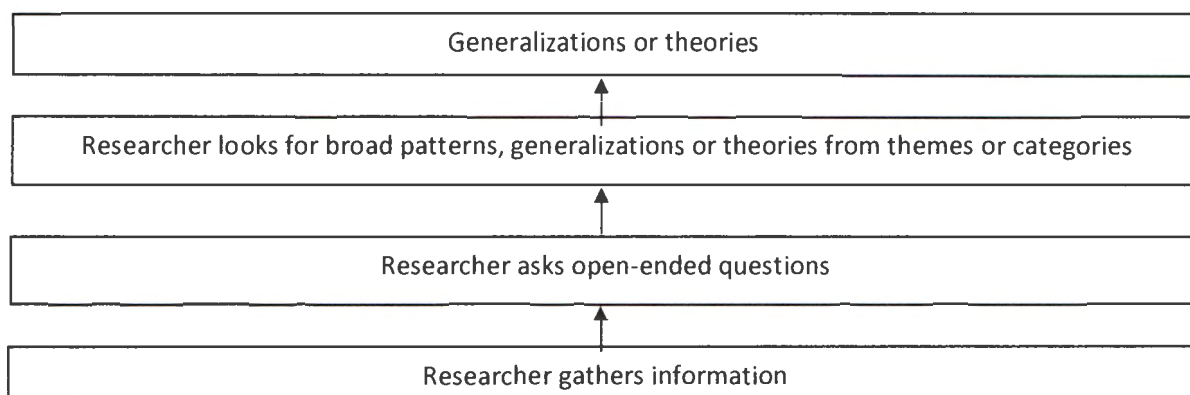 Generalizations or theories
Researcher looks for broad patterns, generalizations or theories from themes or categories
Researcher asks open-ended questions
Researcher gathers information